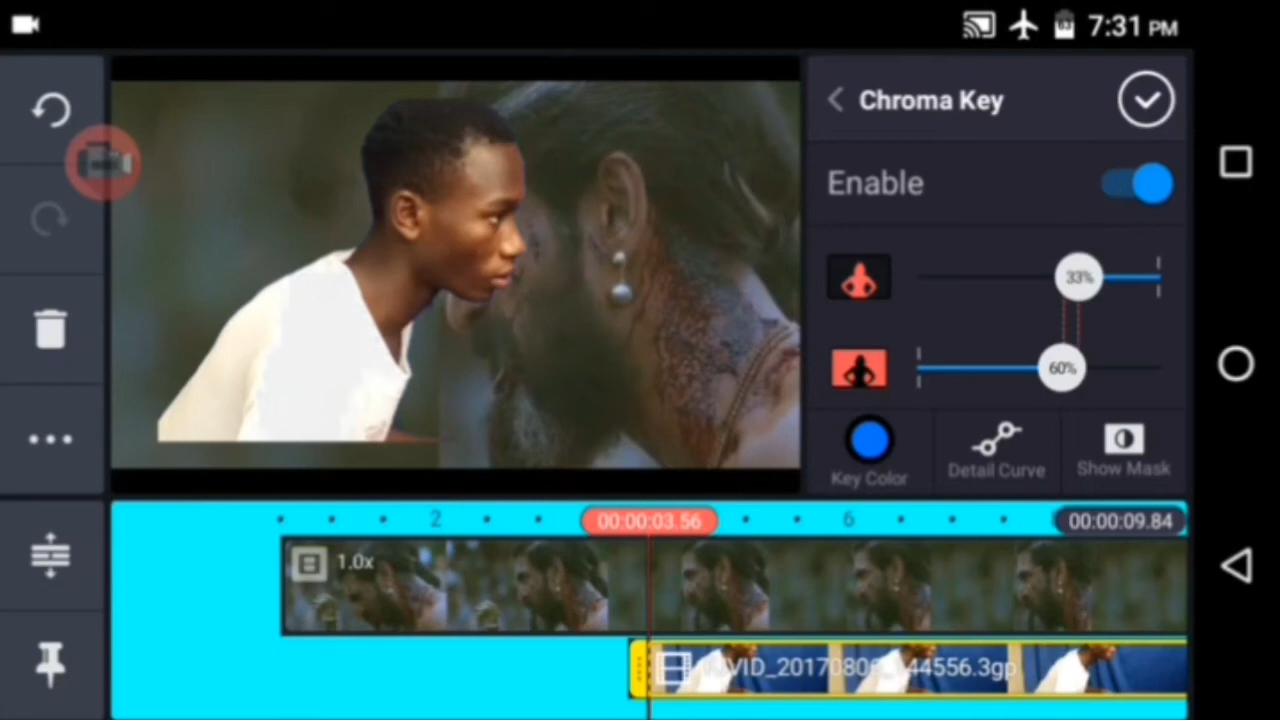 7:31 PM
Chroma Key
Enable
33%
60%
Key Color
Detail Curve
Show Mask
2
00:00:03.56
6
00:00:09.84
1.0x
44556.3gp